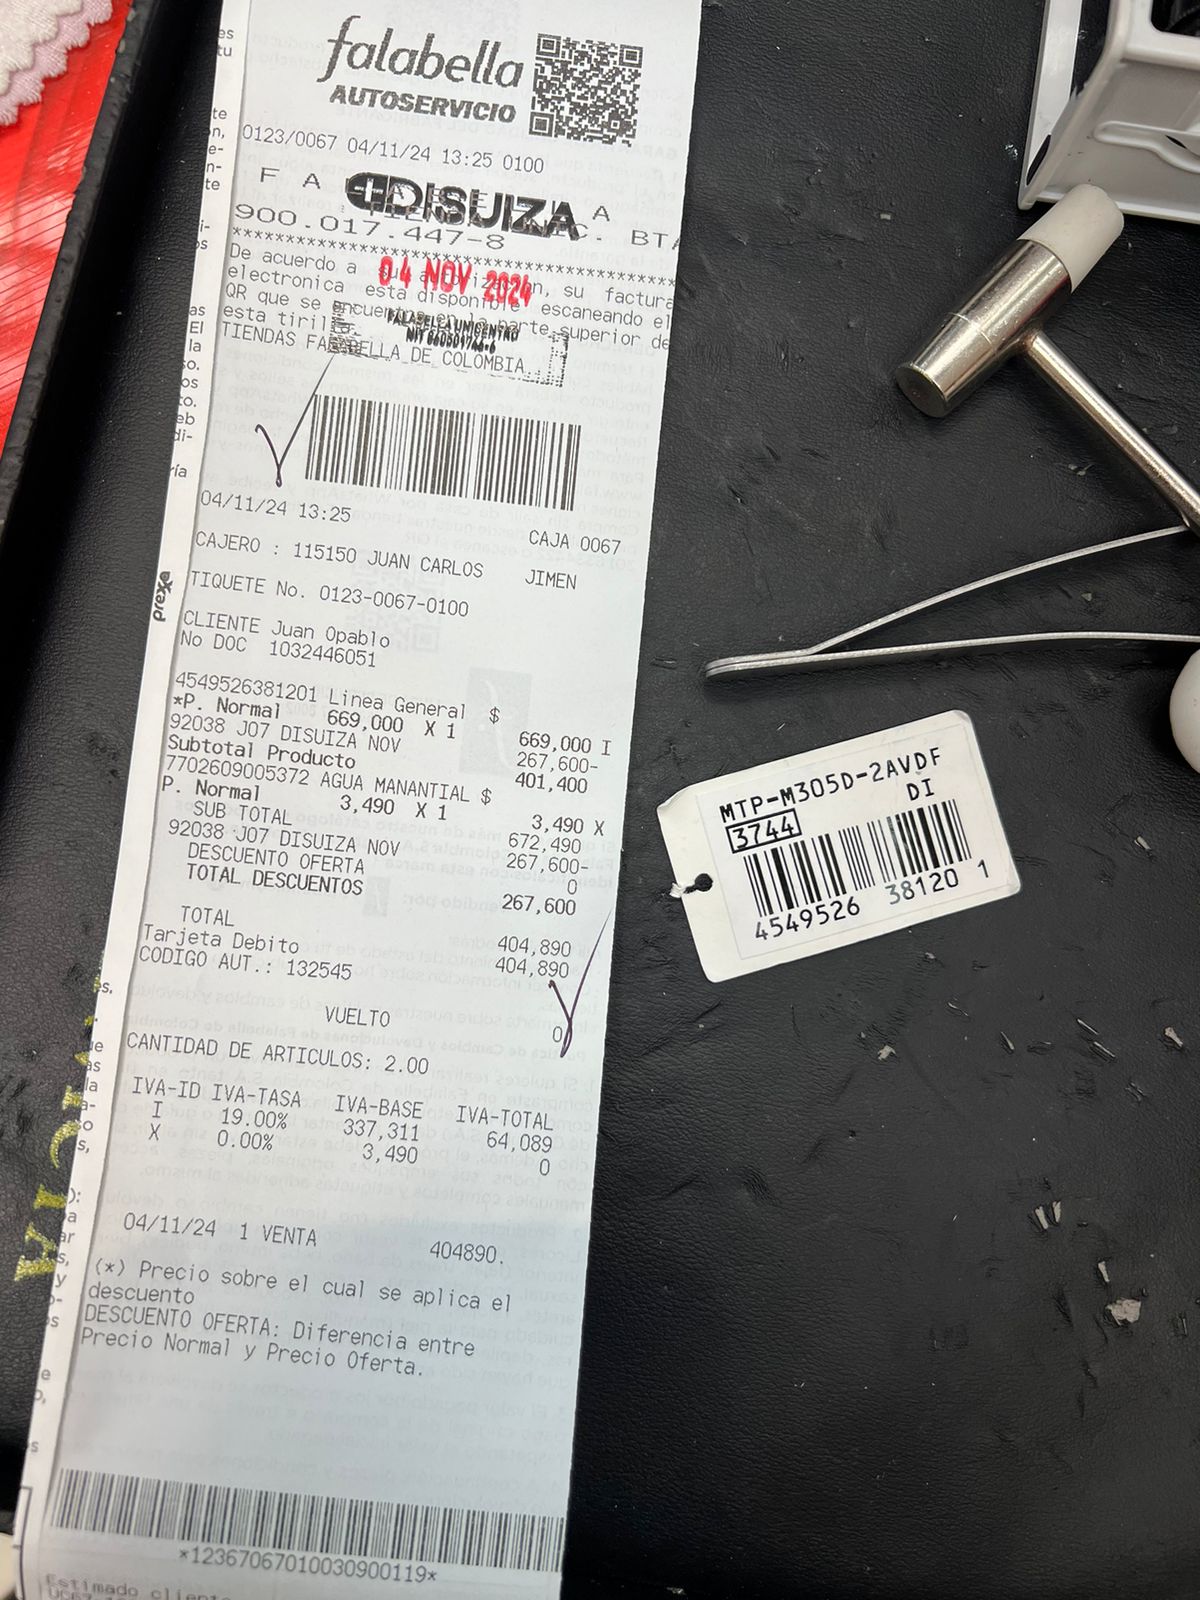 falabella
AUTOSERVICIO
0123/0067 04/11/24 13:25 0100
DISUIZA
900.017.447-8
**********************************************
De acuerdo a su autorización, su factura
04 NOV 2024
electronica esta disponible escaneando el
QR que se encuentra en la parte superior de
esta tirilla.
FALABELLA UNICENTRO
TIENDAS FALABELLA DE COLOMBIA
04/11/24 13:25
CAJA 0067
CAJERO : 115150 JUAN CARLOS JIMEN
TIQUETE No. 0123-0067-0100
CLIENTE Juan Opablo
No DOC 1032446051
4549526381201 Linea General $
*P. Normal 669,000 X 1 669,000 I
92038 J07 DISUIZA NOV 267,600-
Subtotal Producto 401,400
7702609005372 AGUA MANANTIAL $
P. Normal 3,490 X 1 3,490 X
SUB TOTAL 672,490
92038 J07 DISUIZA NOV 267,600-
DESCUENTO OFERTA 0
TOTAL DESCUENTOS 267,600
TOTAL 404,890
Tarjeta Debito 404,890
CODIGO AUT.: 132545
VUELTO 0
CANTIDAD DE ARTICULOS: 2.00
IVA-ID IVA-TASA IVA-BASE IVA-TOTAL
I 19.00% 337,311 64,089
X 0.00% 3,490 0
04/11/24 1 VENTA 404890.
(*) Precio sobre el cual se aplica el
descuento
DESCUENTO OFERTA: Diferencia entre
Precio Normal y Precio Oferta.
*12367067010030900119*
Estimado cliente
MTP-M305D-2AVDF
DI
3744
4549526 38120 1